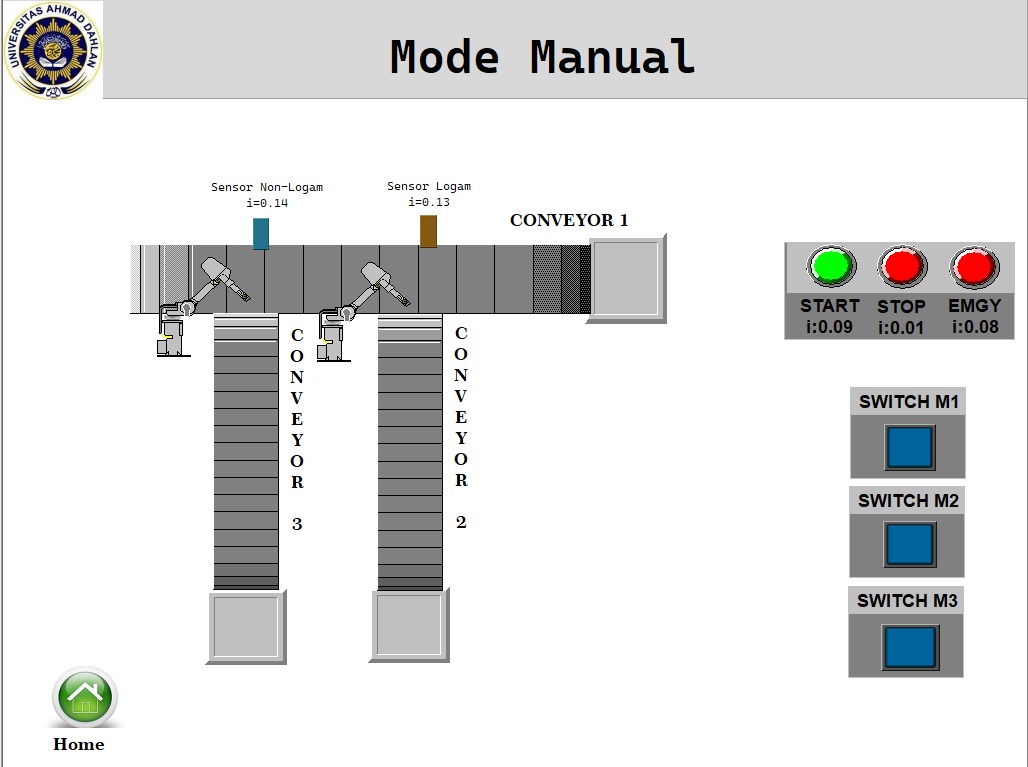 UNIVERSITAS AHMAD DAHLAN
Mode Manual
Sensor Non-Logam
i=0.14
Sensor Logam
i=0.13
CONVEYOR 1
START
i:0.09
STOP
i:0.01
EMGY
i:0.08
CONVEYOR 3
CONVEYOR 2
SWITCH M1
SWITCH M2
SWITCH M3
Home